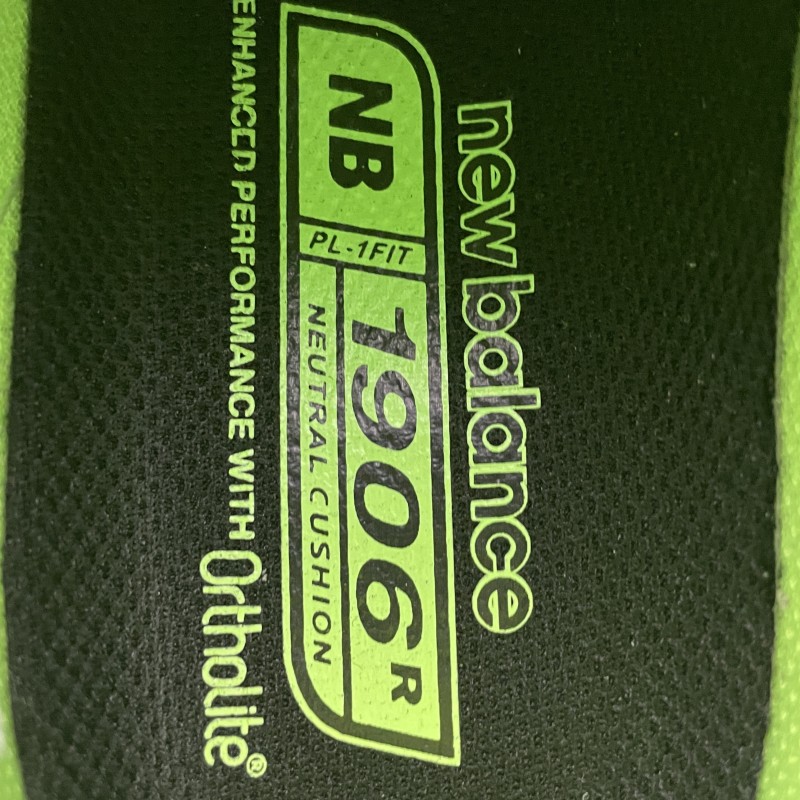 new balance
NB
PL-1FIT
1906R
NEUTRAL CUSHION
ENHANCED PERFORMANCE WITH Ortholite®